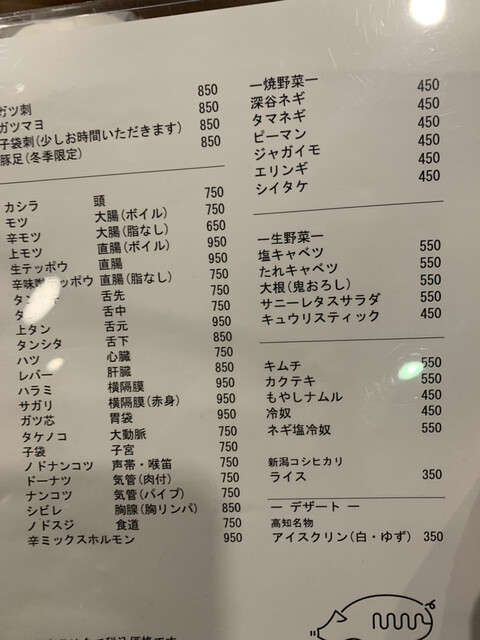 ガツ刺 850
ガツマヨ 850
子袋刺(少しお時間いただきます) 850
豚足(冬季限定) 850
カシラ 頭 750
モツ 大腸(ボイル) 750
辛モツ 大腸(脂なし) 650
上モツ 直腸(ボイル) 950
生テッポウ 直腸 950
辛味噌テッポウ 直腸(脂なし) 750
舌先 750
舌中 750
上タン 舌元 950
タンシタ 舌下 850
ハツ 心臓 750
レバー 肝臓 850
ハラミ 横隔膜 950
サガリ 横隔膜(赤身) 950
ガツ芯 胃袋 950
タケノコ 大動脈 750
子袋 子宮 750
ノドナンコツ 声帯・喉笛 750
ドーナツ 気管(肉付) 750
ナンコツ 気管(パイプ) 750
シビレ 胸腺(胸リンパ) 850
ノドスジ 食道 750
辛ミックスホルモン 950
ー焼野菜ー
深谷ネギ 450
タマネギ 450
ピーマン 450
ジャガイモ 450
エリンギ 450
シイタケ 450
ー生野菜ー
塩キャベツ 550
たれキャベツ 550
大根(鬼おろし) 550
サニーレタスサラダ 550
キュウリスティック 450
キムチ 550
カクテキ 550
もやしナムル 450
冷奴 450
ネギ塩冷奴 550
新潟コシヒカリ
ライス 350
ー デザート ー
高知名物
アイスクリン(白・ゆず) 350